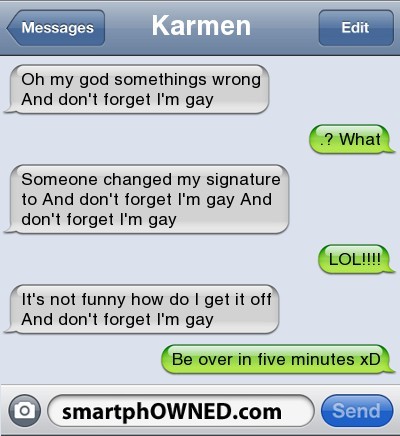 Messages
Karmen
Edit
Oh my god somethings wrong
And don't forget I'm gay
.? What
Someone changed my signature
to And don't forget I'm gay And
don't forget I'm gay
LOL!!!!
It's not funny how do I get it off
And don't forget I'm gay
Be over in five minutes xD
smartphOWNED.com
Send